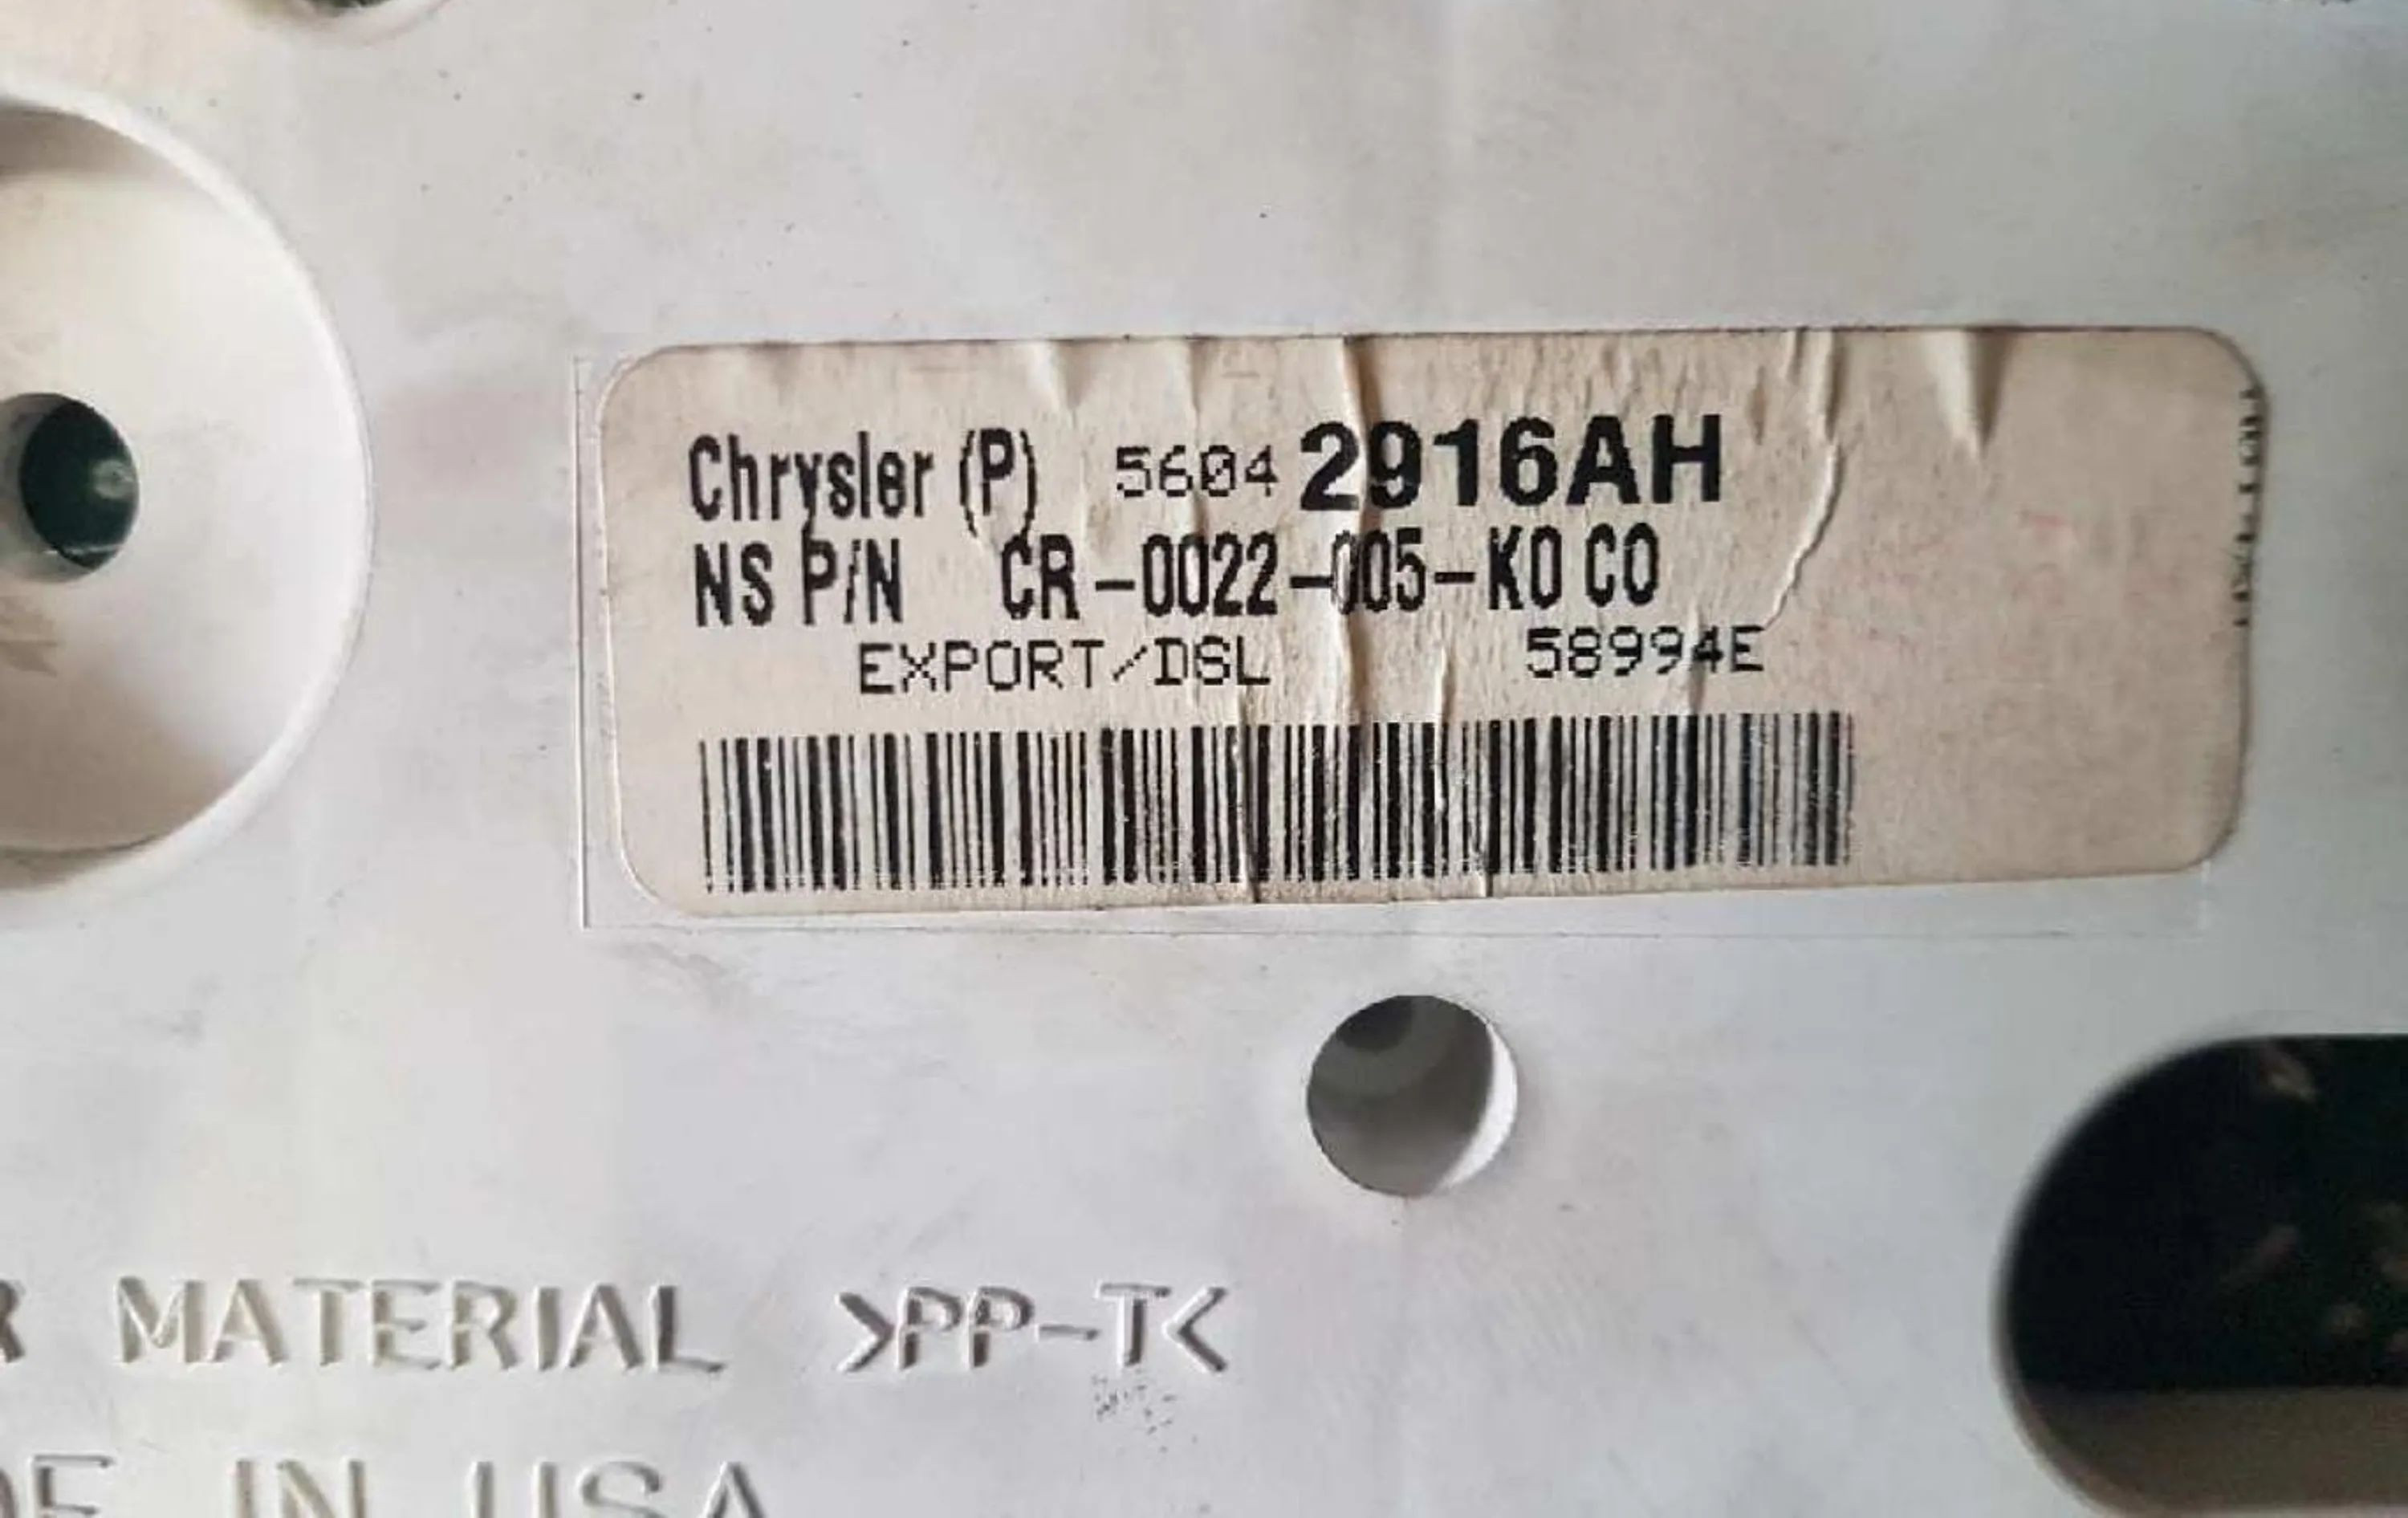 Chrysler (P) 5604 2916AH
NS P/N CR-0022-005-K0 C0
EXPORT/DSL 58994E
MATERIAL >PP-T<
IN USA